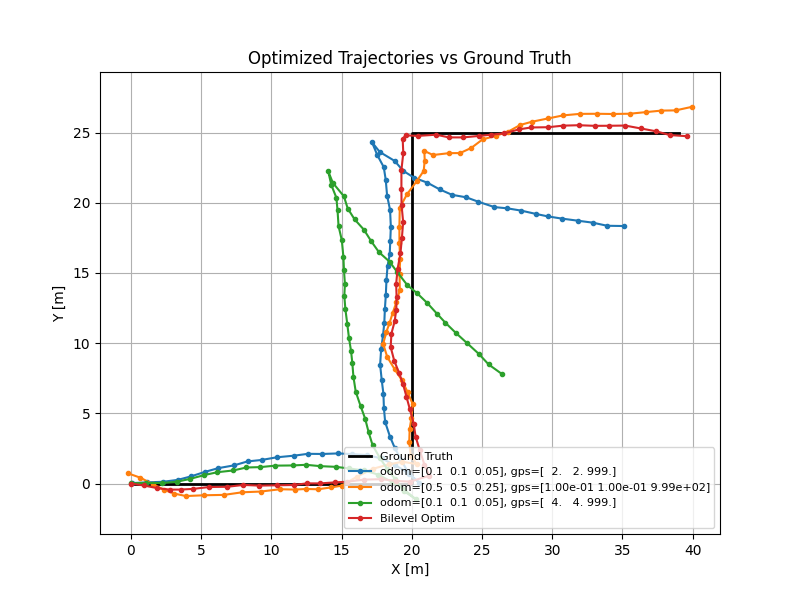 Optimized Trajectories vs Ground Truth
Y [m]
25
20
15
10
5
0
Ground Truth
odom=[0.1 0.1 0.05], gps=[ 2. 2. 999.]
odom=[0.5 0.5 0.25], gps=[1.00e-01 1.00e-01 9.99e+02]
odom=[0.1 0.1 0.05], gps=[ 4. 4. 999.]
Bilevel Optim
0 5 10 15 20 25 30 35 40
X [m]